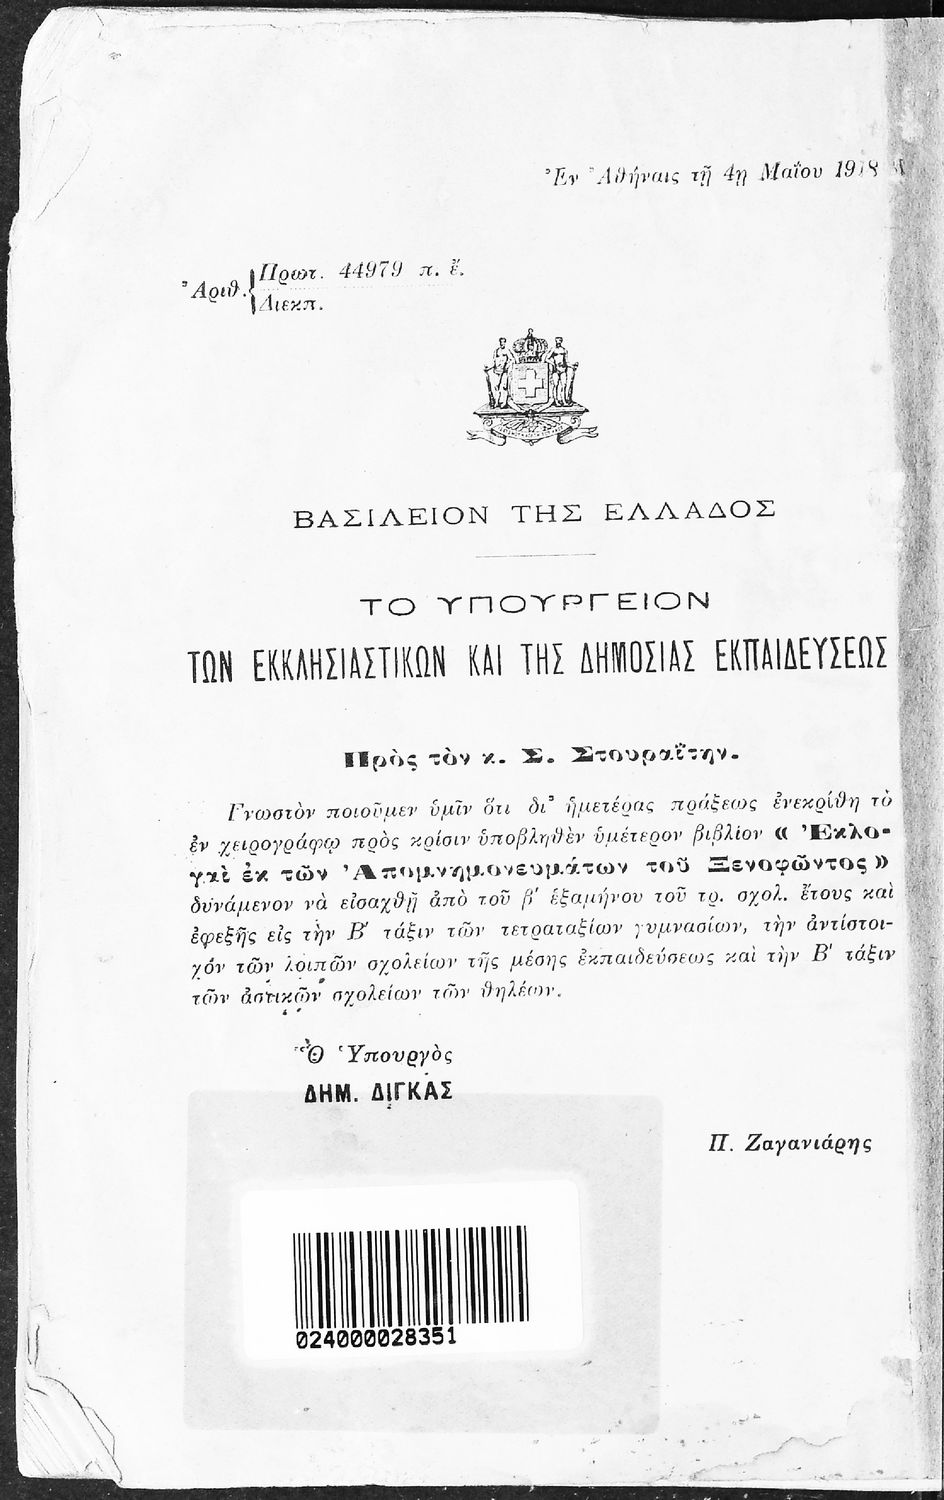 Ἐν Ἀθήναις τῇ 4ῃ Μαΐου 1918
Ἀριθ. { Πρωτ. 44979 π. ἔ.
Διεκπ.
ΒΑΣΙΛΕΙΟΝ ΤΗΣ ΕΛΛΑΔΟΣ
ΤΟ ΥΠΟΥΡΓΕΙΟΝ
ΤΩΝ ΕΚΚΛΗΣΙΑΣΤΙΚΩΝ ΚΑΙ ΤΗΣ ΔΗΜΟΣΙΑΣ ΕΚΠΑΙΔΕΥΣΕΩΣ
Πρὸς τὸν κ. Σ. Στουραΐτην.
Γνωστὸν ποιοῦμεν ὑμῖν ὅτι δι᾽ ἡμετέρας πράξεως ἐνεκρίθη τὸ
ἐν χειρογράφῳ πρὸς κρίσιν ὑποβληθὲν ὑμέτερον βιβλίον « Ἐκλο-
γαὶ ἐκ τῶν Ἀπομνημονευμάτων τοῦ Ξενοφῶντος »
δυνάμενον νὰ εἰσαχθῇ ἀπὸ τοῦ β' ἑξαμήνου τοῦ τρ. σχολ. ἔτους καὶ
ἐφεξῆς εἰς τὴν Β' τάξιν τῶν τετραταξίων γυμνασίων, τὴν ἀντίστοι-
χόν τῶν λοιπῶν σχολείων τῆς μέσης ἐκπαιδεύσεως καὶ τὴν Β' τάξιν
τῶν ἀστικῶν σχολείων τῶν θηλέων.
Ὁ Ὑπουργὸς
ΔΗΜ. ΔΙΓΚΑΣ
Π. Ζαγανιάρης
024000028351